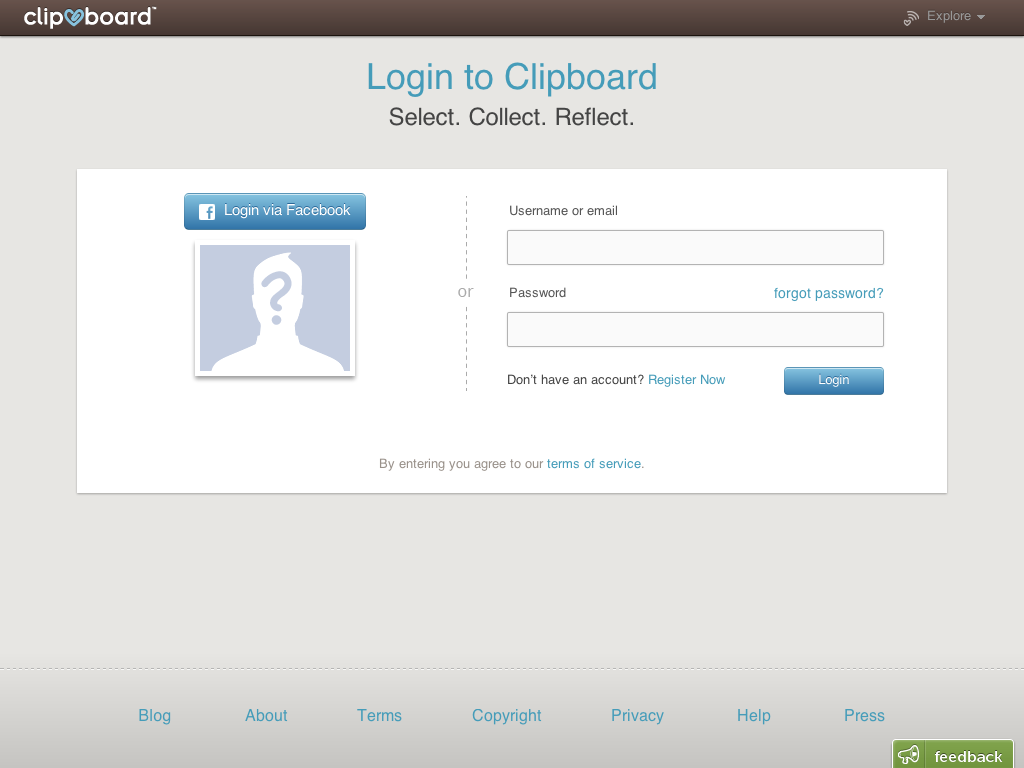 clipboard™
Explore
Login to Clipboard
Select. Collect. Reflect.
Login via Facebook
or
Username or email
Password
forgot password?
Don't have an account? Register Now
Login
By entering you agree to our terms of service.
Blog
About
Terms
Copyright
Privacy
Help
Press
feedback